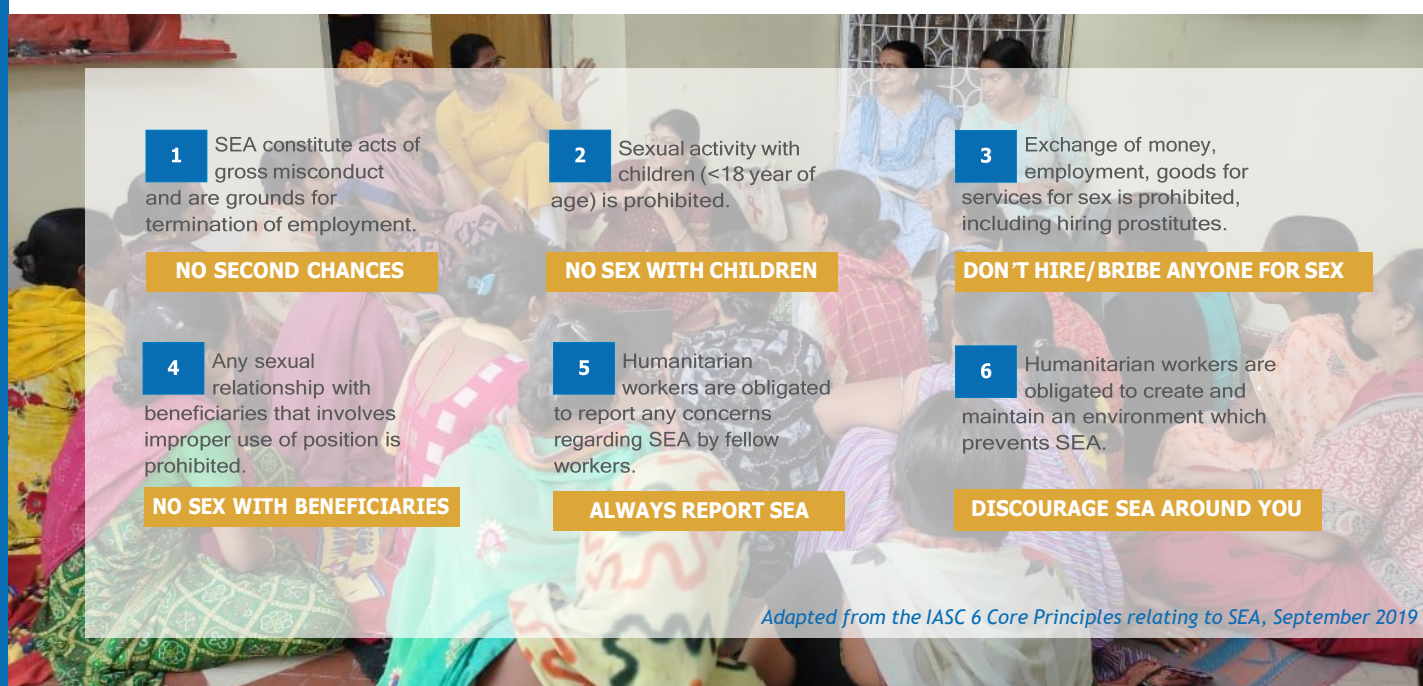 1
SEA constitute acts of
gross misconduct
and are grounds for
termination of employment.
NO SECOND CHANCES
2
Sexual activity with
children (<18 year of
age) is prohibited.
NO SEX WITH CHILDREN
3
Exchange of money,
employment, goods for
services for sex is prohibited,
including hiring prostitutes.
DON'T HIRE/BRIBE ANYONE FOR SEX
4
Any sexual
relationship with
beneficiaries that involves
improper use of position is
prohibited.
NO SEX WITH BENEFICIARIES
5
Humanitarian
workers are obligated
to report any concerns
regarding SEA by fellow
workers.
ALWAYS REPORT SEA
6
Humanitarian workers are
obligated to create and
maintain an environment which
prevents SEA.
DISCOURAGE SEA AROUND YOU
Adapted from the IASC 6 Core Principles relating to SEA, September 2019